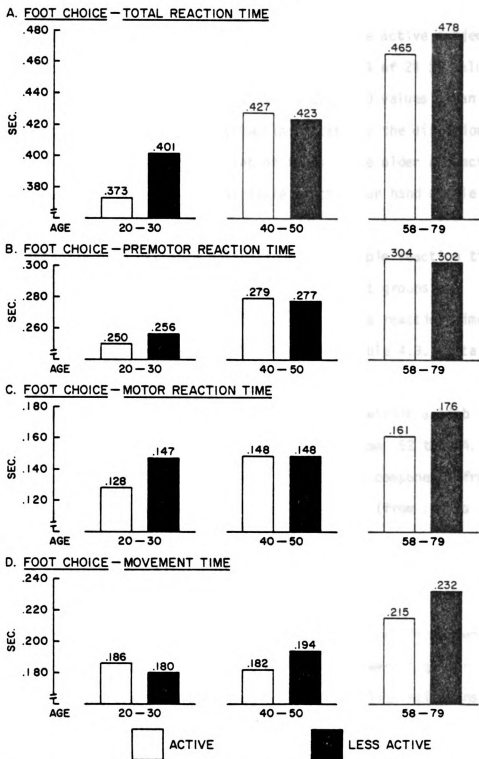 A. FOOT CHOICE — TOTAL REACTION TIME
.480
.460
.440
.420
.400
.380
SEC.
.373 .401 .427 .423 .465 .478
AGE 20 — 30 40 — 50 58 — 79
B. FOOT CHOICE — PREMOTOR REACTION TIME
.300
.280
.260
SEC.
.250 .256 .279 .277 .304 .302
AGE 20 — 30 40 — 50 58 — 79
C. FOOT CHOICE — MOTOR REACTION TIME
.180
.160
.140
.120
SEC.
.128 .147 .148 .148 .161 .176
AGE 20 — 30 40 — 50 58 — 79
D. FOOT CHOICE — MOVEMENT TIME
.240
.220
.200
.180
SEC.
.186 .180 .182 .194 .215 .232
AGE 20 — 30 40 — 50 58 — 79
ACTIVE LESS ACTIVE